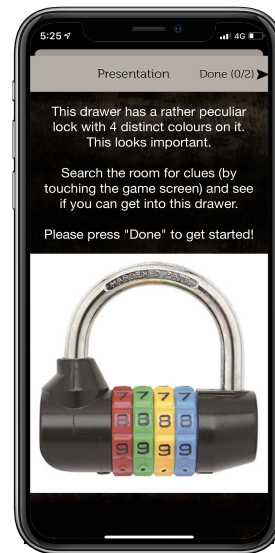 5:25
4G
Presentation
Done (0/2)
This drawer has a rather peculiar
lock with 4 distinct colours on it.
This looks important.
Search the room for clues (by
touching the game screen) and see
if you can get into this drawer.
Please press "Done" to get started!
HARDENED
7 7 7 7
8 8 8 8
9 9 9 9